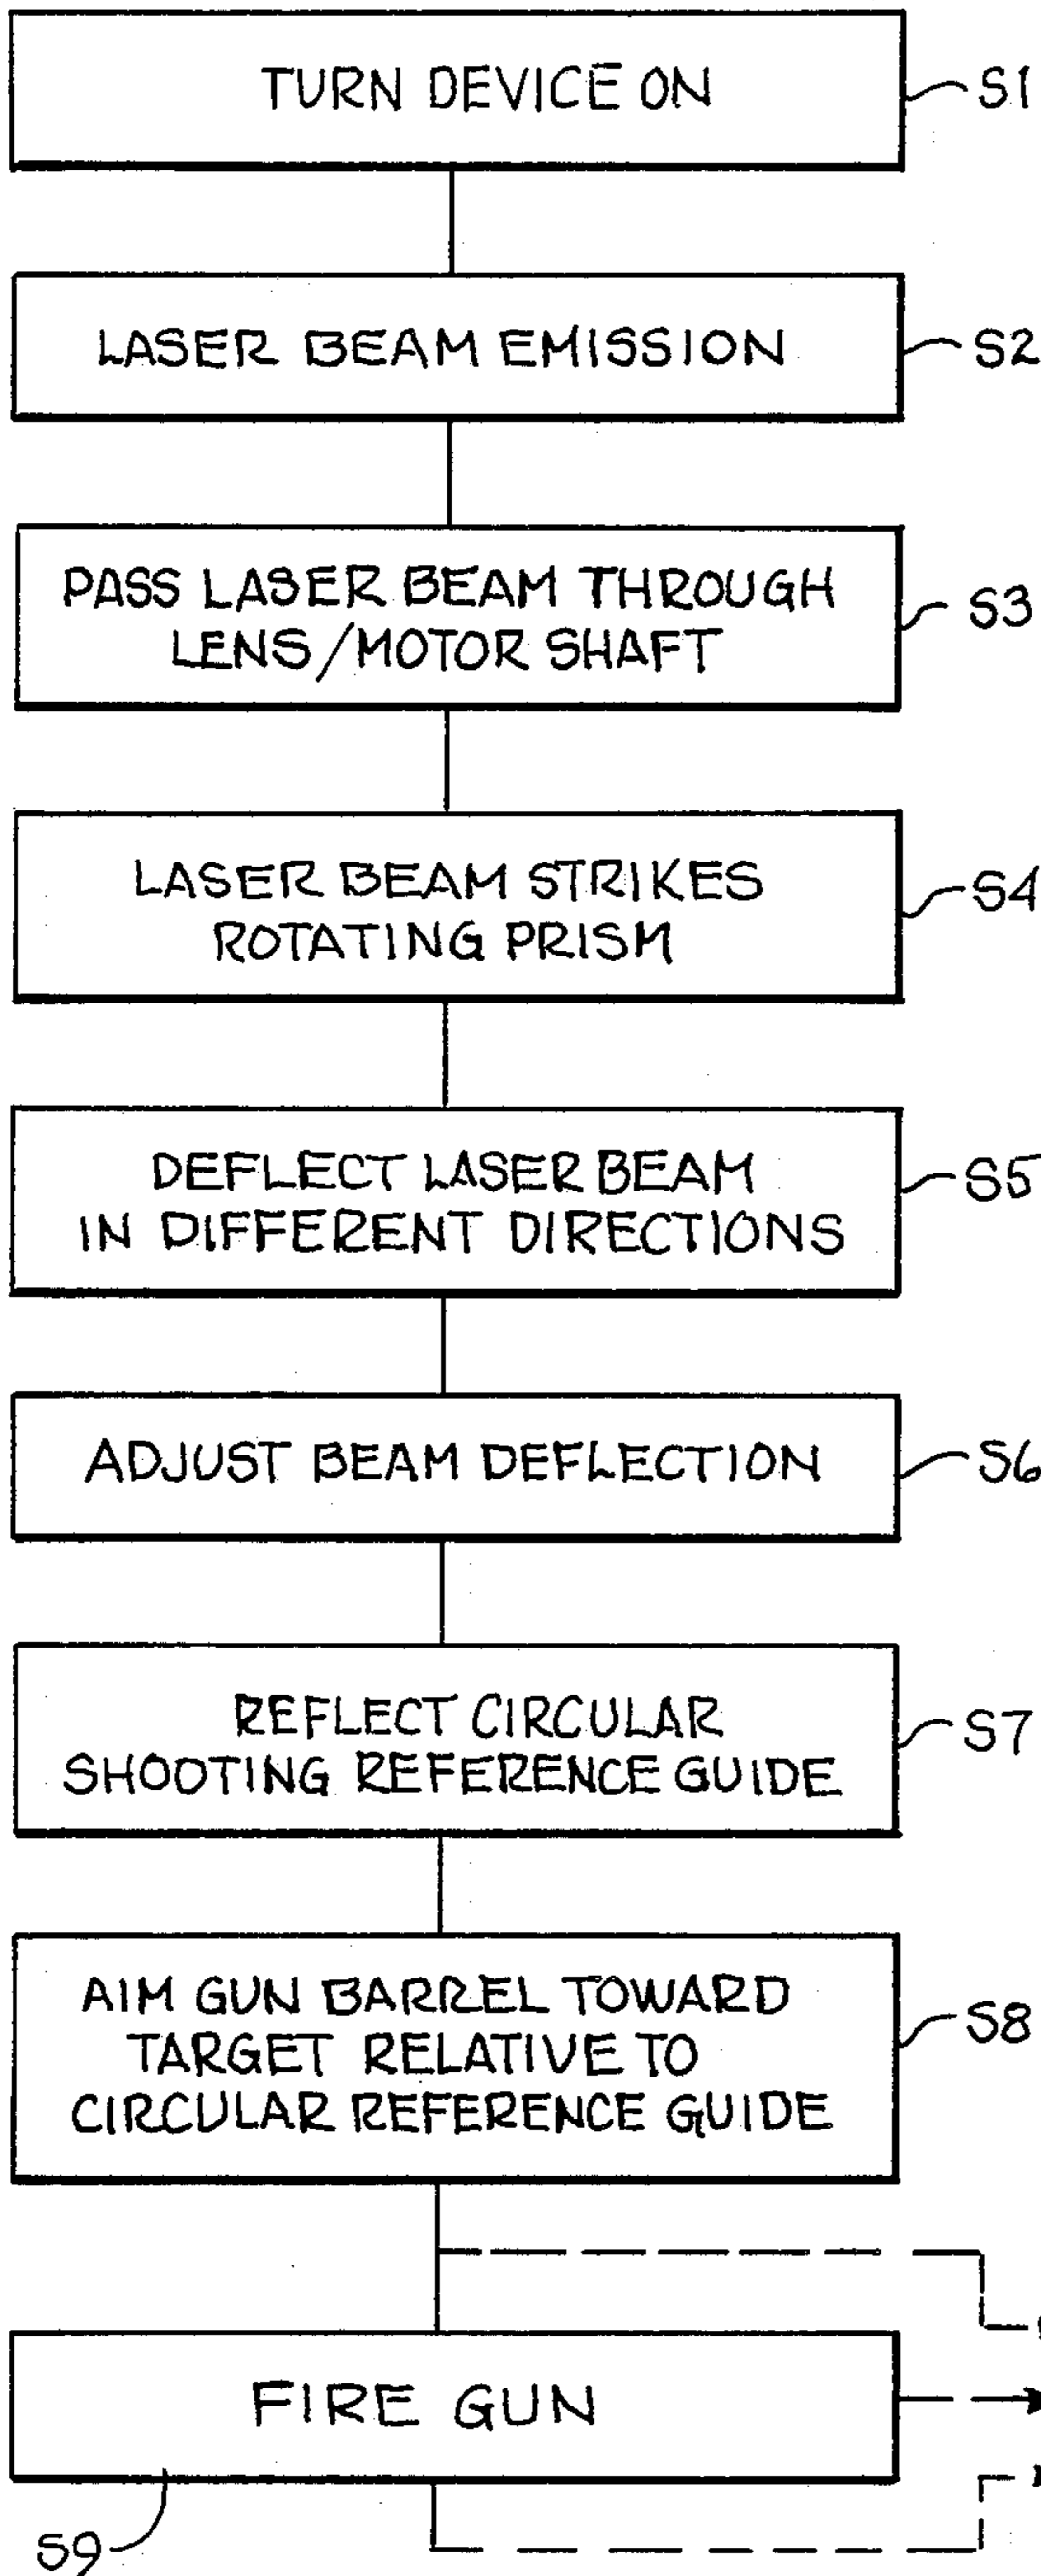 TURN DEVICE ON
S1
LASER BEAM EMISSION
S2
PASS LASER BEAM THROUGH
LENS/MOTOR SHAFT
S3
LASER BEAM STRIKES
ROTATING PRISM
S4
DEFLECT LASER BEAM
IN DIFFERENT DIRECTIONS
S5
ADJUST BEAM DEFLECTION
S6
REFLECT CIRCULAR
SHOOTING REFERENCE GUIDE
S7
AIM GUN BARREL TOWARD
TARGET RELATIVE TO
CIRCULAR REFERENCE GUIDE
S8
FIRE GUN
S9